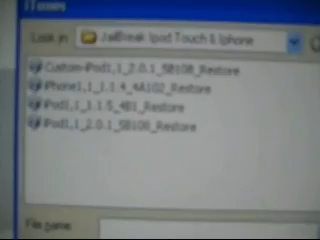 iTunes
Look in: JailBreak Ipod Touch & Iphone
Custom-iPod1,1_2.0.1_5B108_Restore
iPhone1,1_1.1.4_4A102_Restore
iPod1,1_1.1.5_4B1_Restore
iPod1,1_2.0.1_5B108_Restore
File name: